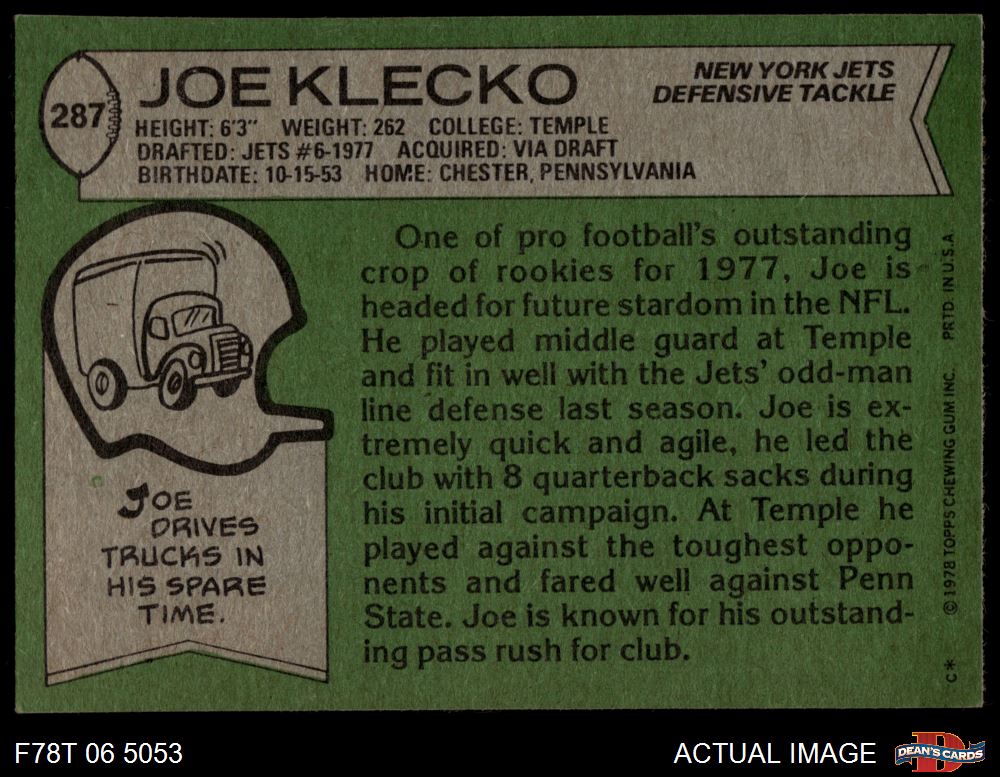 287
JOE KLECKO
NEW YORK JETS
DEFENSIVE TACKLE
HEIGHT: 6'3" WEIGHT: 262 COLLEGE: TEMPLE
DRAFTED: JETS #6-1977 ACQUIRED: VIA DRAFT
BIRTHDATE: 10-15-53 HOME: CHESTER, PENNSYLVANIA
One of pro football's outstanding
crop of rookies for 1977, Joe is
headed for future stardom in the NFL.
He played middle guard at Temple
and fit in well with the Jets' odd-man
line defense last season. Joe is ex-
tremely quick and agile, he led the
club with 8 quarterback sacks during
his initial campaign. At Temple he
played against the toughest oppo-
nents and fared well against Penn
State. Joe is known for his outstand-
ing pass rush for club.
JOE
DRIVES
TRUCKS IN
HIS SPARE
TIME.
C* © 1978 TOPPS CHEWING GUM INC. PRTD. IN U.S.A.
F78T 06 5053
ACTUAL IMAGE
D
DEAN'S CARDS